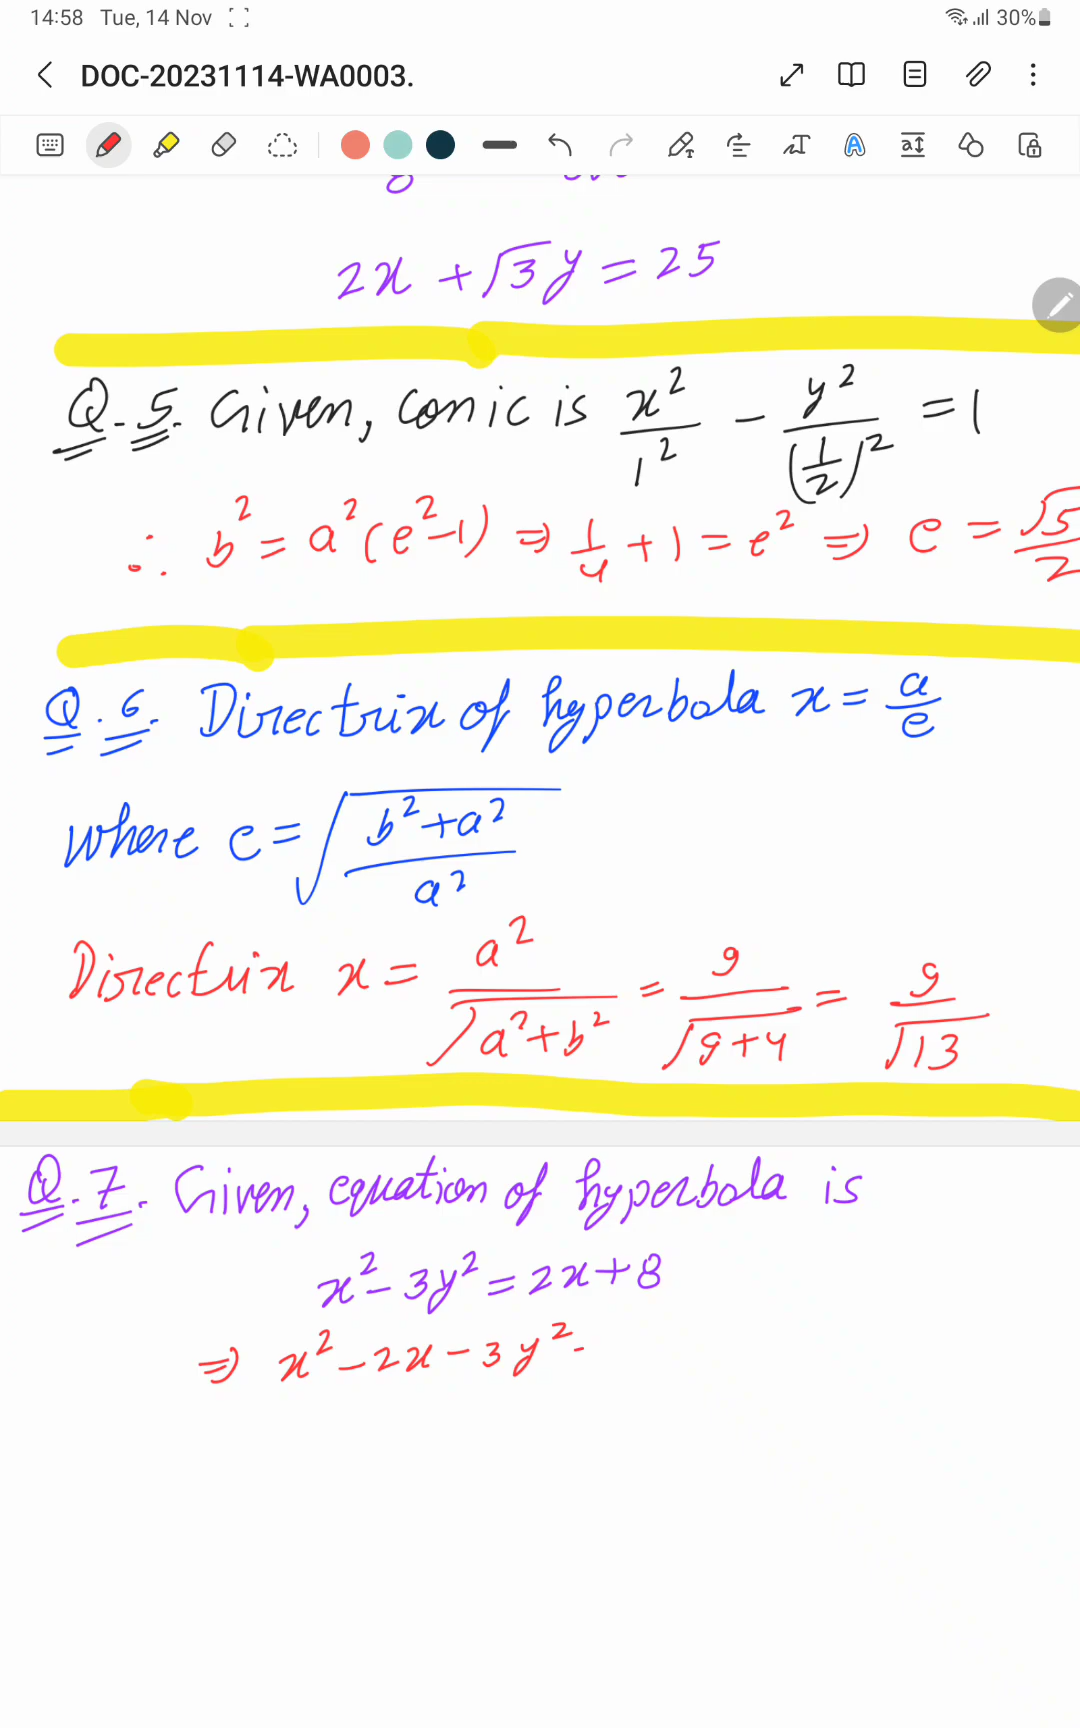 14:58 Tue, 14 Nov 30%
DOC-20231114-WA0003.
2x + √3y = 25
Q.5. Given, Conic is x²/1² - y²/(1/2)² = 1
∴ b² = a²(e²-1) ⇒ 1/4 + 1 = e² ⇒ e = √5/2
Q.6. Directrix of hyperbola x = a/e
where e = √((b²+a²)/a²)
Directrix x = a²/√(a²+b²) = 9/√(9+4) = 9/√13
Q.7. Given, equation of hyperbola is
x² - 3y² = 2x + 8
⇒ x² - 2x - 3y² -